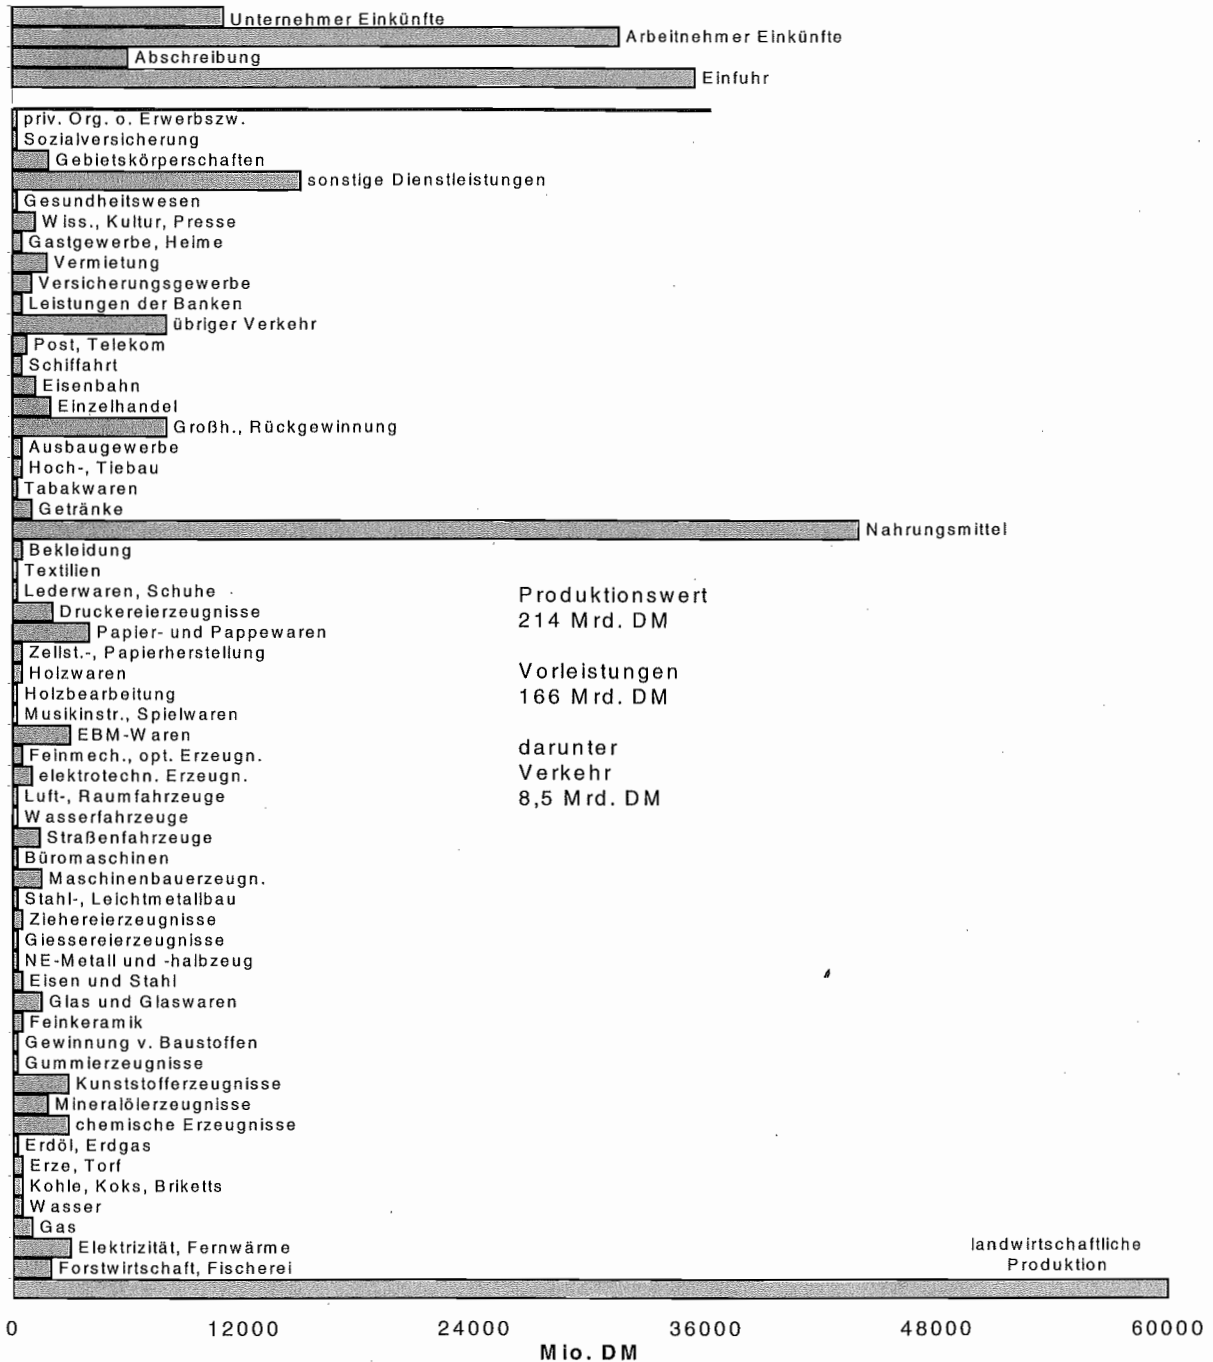 Unternehmer Einkünfte
Arbeitnehmer Einkünfte
Abschreibung
Einfuhr
priv. Org. o. Erwerbszw.
Sozialversicherung
Gebietskörperschaften
sonstige Dienstleistungen
Gesundheitswesen
Wiss., Kultur, Presse
Gastgewerbe, Heime
Vermietung
Versicherungsgewerbe
Leistungen der Banken
übriger Verkehr
Post, Telekom
Schiffahrt
Eisenbahn
Einzelhandel
Großh., Rückgewinnung
Ausbaugewerbe
Hoch-, Tiebau
Tabakwaren
Getränke
Nahrungsmittel
Bekleidung
Textilien
Lederwaren, Schuhe
Druckereierzeugnisse
Papier- und Pappewaren
Zellst.-, Papierherstellung
Holzwaren
Holzbearbeitung
Musikinstr., Spielwaren
EBM-Waren
Feinmech., opt. Erzeugn.
elektrotechn. Erzeugn.
Luft-, Raumfahrzeuge
Wasserfahrzeuge
Straßenfahrzeuge
Büromaschinen
Maschinenbauerzeugn.
Stahl-, Leichtmetallbau
Ziehereierzeugnisse
Giessereierzeugnisse
NE-Metall und -halbzeug
Eisen und Stahl
Glas und Glaswaren
Feinkeramik
Gewinnung v. Baustoffen
Gummierzeugnisse
Kunststofferzeugnisse
Mineralölerzeugnisse
chemische Erzeugnisse
Erdöl, Erdgas
Erze, Torf
Kohle, Koks, Briketts
Wasser
Gas
Elektrizität, Fernwärme
Forstwirtschaft, Fischerei
Produktionswert
214 Mrd. DM
Vorleistungen
166 Mrd. DM
darunter
Verkehr
8,5 Mrd. DM
landwirtschaftliche
Produktion
0 12000 24000 36000 48000 60000
Mio. DM